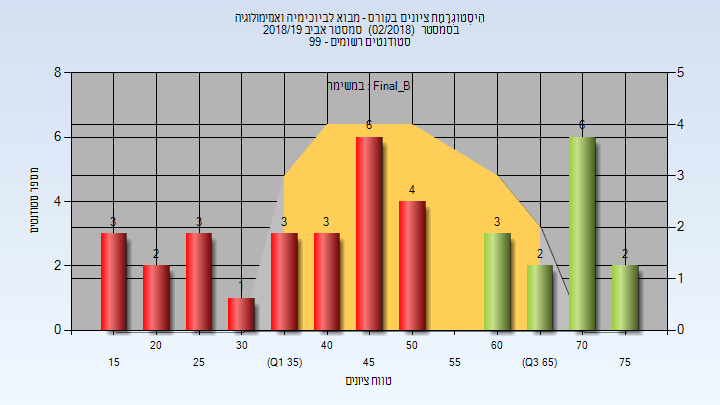 היסטוגרמת ציונים בקורס - מבוא לביוכימיה ואנזימולוגיה
בסמסטר (02/2018) סמסטר אביב 2018/19
סטודנטים רשומים - 99
במשימה : Final_B
8 6 4 2 0
מספר סטודנטים
3 2 3 1 3 3 6 4 3 2 6 2
5 4 3 2 1 0
20 30 40 50 60 70
15 25 (Q1 35) 45 55 (Q3 65) 75
טווח ציונים